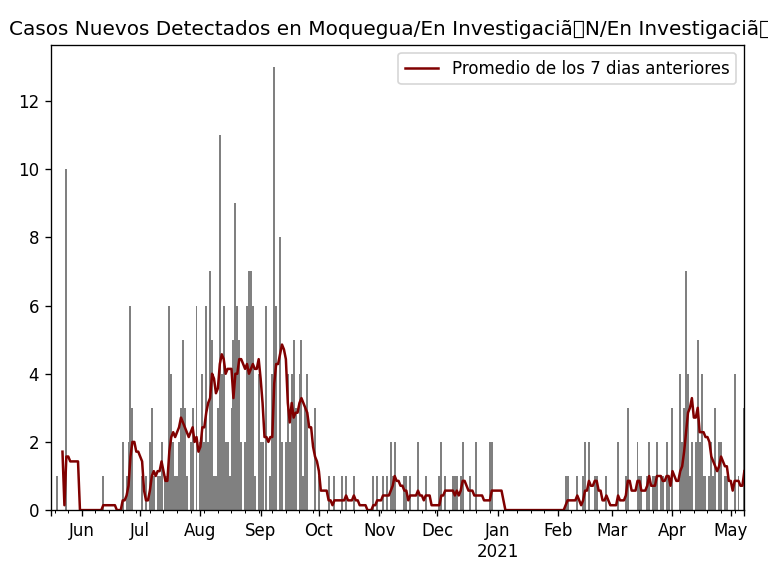 Casos Nuevos Detectados en Moquegua/En Investigaciã▯N/En Investigaciã▯
Promedio de los 7 dias anteriores
12
10
8
6
4
2
0
Jun Jul Aug Sep Oct Nov Dec Jan Feb Mar Apr May
2021